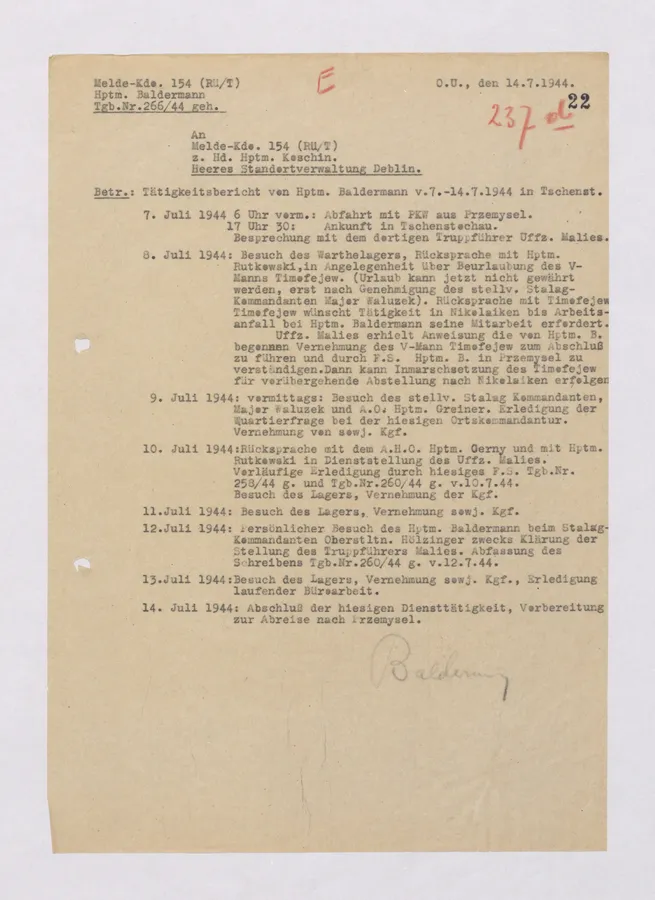 Melde-Kdo. 154 (RÜ/T)
E
O.U., den 14.7.1944.
Hptm. Baldermann
22
Tgb.Nr.266/44 geh.
237 d
An
Melde-Kdo. 154 (RÜ/T)
z. Hd. Hptm. Koschin.
Heeres Standortverwaltung Deblin.
Betr.: Tätigkeitsbericht von Hptm. Baldermann v.7.-14.7.1944 in Tschenst.
7. Juli 1944 6 Uhr vorm.: Abfahrt mit PKW aus Przemysel.
17 Uhr 30: Ankunft in Tschenstochau.
Besprechung mit dem dortigen Truppführer Uffz. Malies.
8. Juli 1944: Besuch des Warthelagers, Rücksprache mit Hptm.
Rutkowski,in Angelegenheit über Beurlaubung des V-
Manns Timofejew. (Urlaub kann jetzt nicht gewährt
werden, erst nach Genehmigung des stellv. Stalag-
Kommandanten Major Waluzek). Rücksprache mit Timofejew
Timofejew wünscht Tätigkeit in Nikolaiken bis Arbeits-
anfall bei Hptm. Baldermann seine Mitarbeit erfordert.
Uffz. Malies erhielt Anweisung die von Hptm. B.
begonnen Vernehmung des V-Mann Timofejew zum Abschluß
zu führen und durch F.S. Hptm. B. in Przemysel zu
verständigen.Dann kann Inmarschsetzung des Timofejew
für vorübergehende Abstellung nach Nikolaiken erfolgen
9. Juli 1944: vormittags: Besuch des stellv. Stalag Kommandanten,
Major Waluzek und A.O. Hptm. Greiner. Erledigung der
Quartierfrage bei der hiesigen Ortskommandantur.
Vernehmung von sowj. Kgf.
10. Juli 1944:Rücksprache mit dem A.H.O. Hptm. Gerny und mit Hptm.
Rutkowski in Dienststellung des Uffz. Malies.
Vorläufige Erledigung durch hiesiges F.S. Tgb.Nr.
258/44 g. und Tgb.Nr.260/44 g. v.10.7.44.
Besuch des Lagers, Vernehmung der Kgf.
11.Juli 1944: Besuch des Lagers, Vernehmung sowj. Kgf.
12.Juli 1944: Persönlicher Besuch des Hptm. Baldermann beim Stalag-
Kommandanten Oberstltn. Hölzinger zwecks Klärung der
Stellung des Truppführers Malies. Abfassung des
Schreibens Tgb.Nr.260/44 g. v.12.7.44.
13.Juli 1944:Besuch des Lagers, Vernehmung sowj. Kgf., Erledigung
laufender Büroarbeit.
14. Juli 1944: Abschluß der hiesigen Diensttätigkeit, Vorbereitung
zur Abreise nach Przemysel.
Baldermann